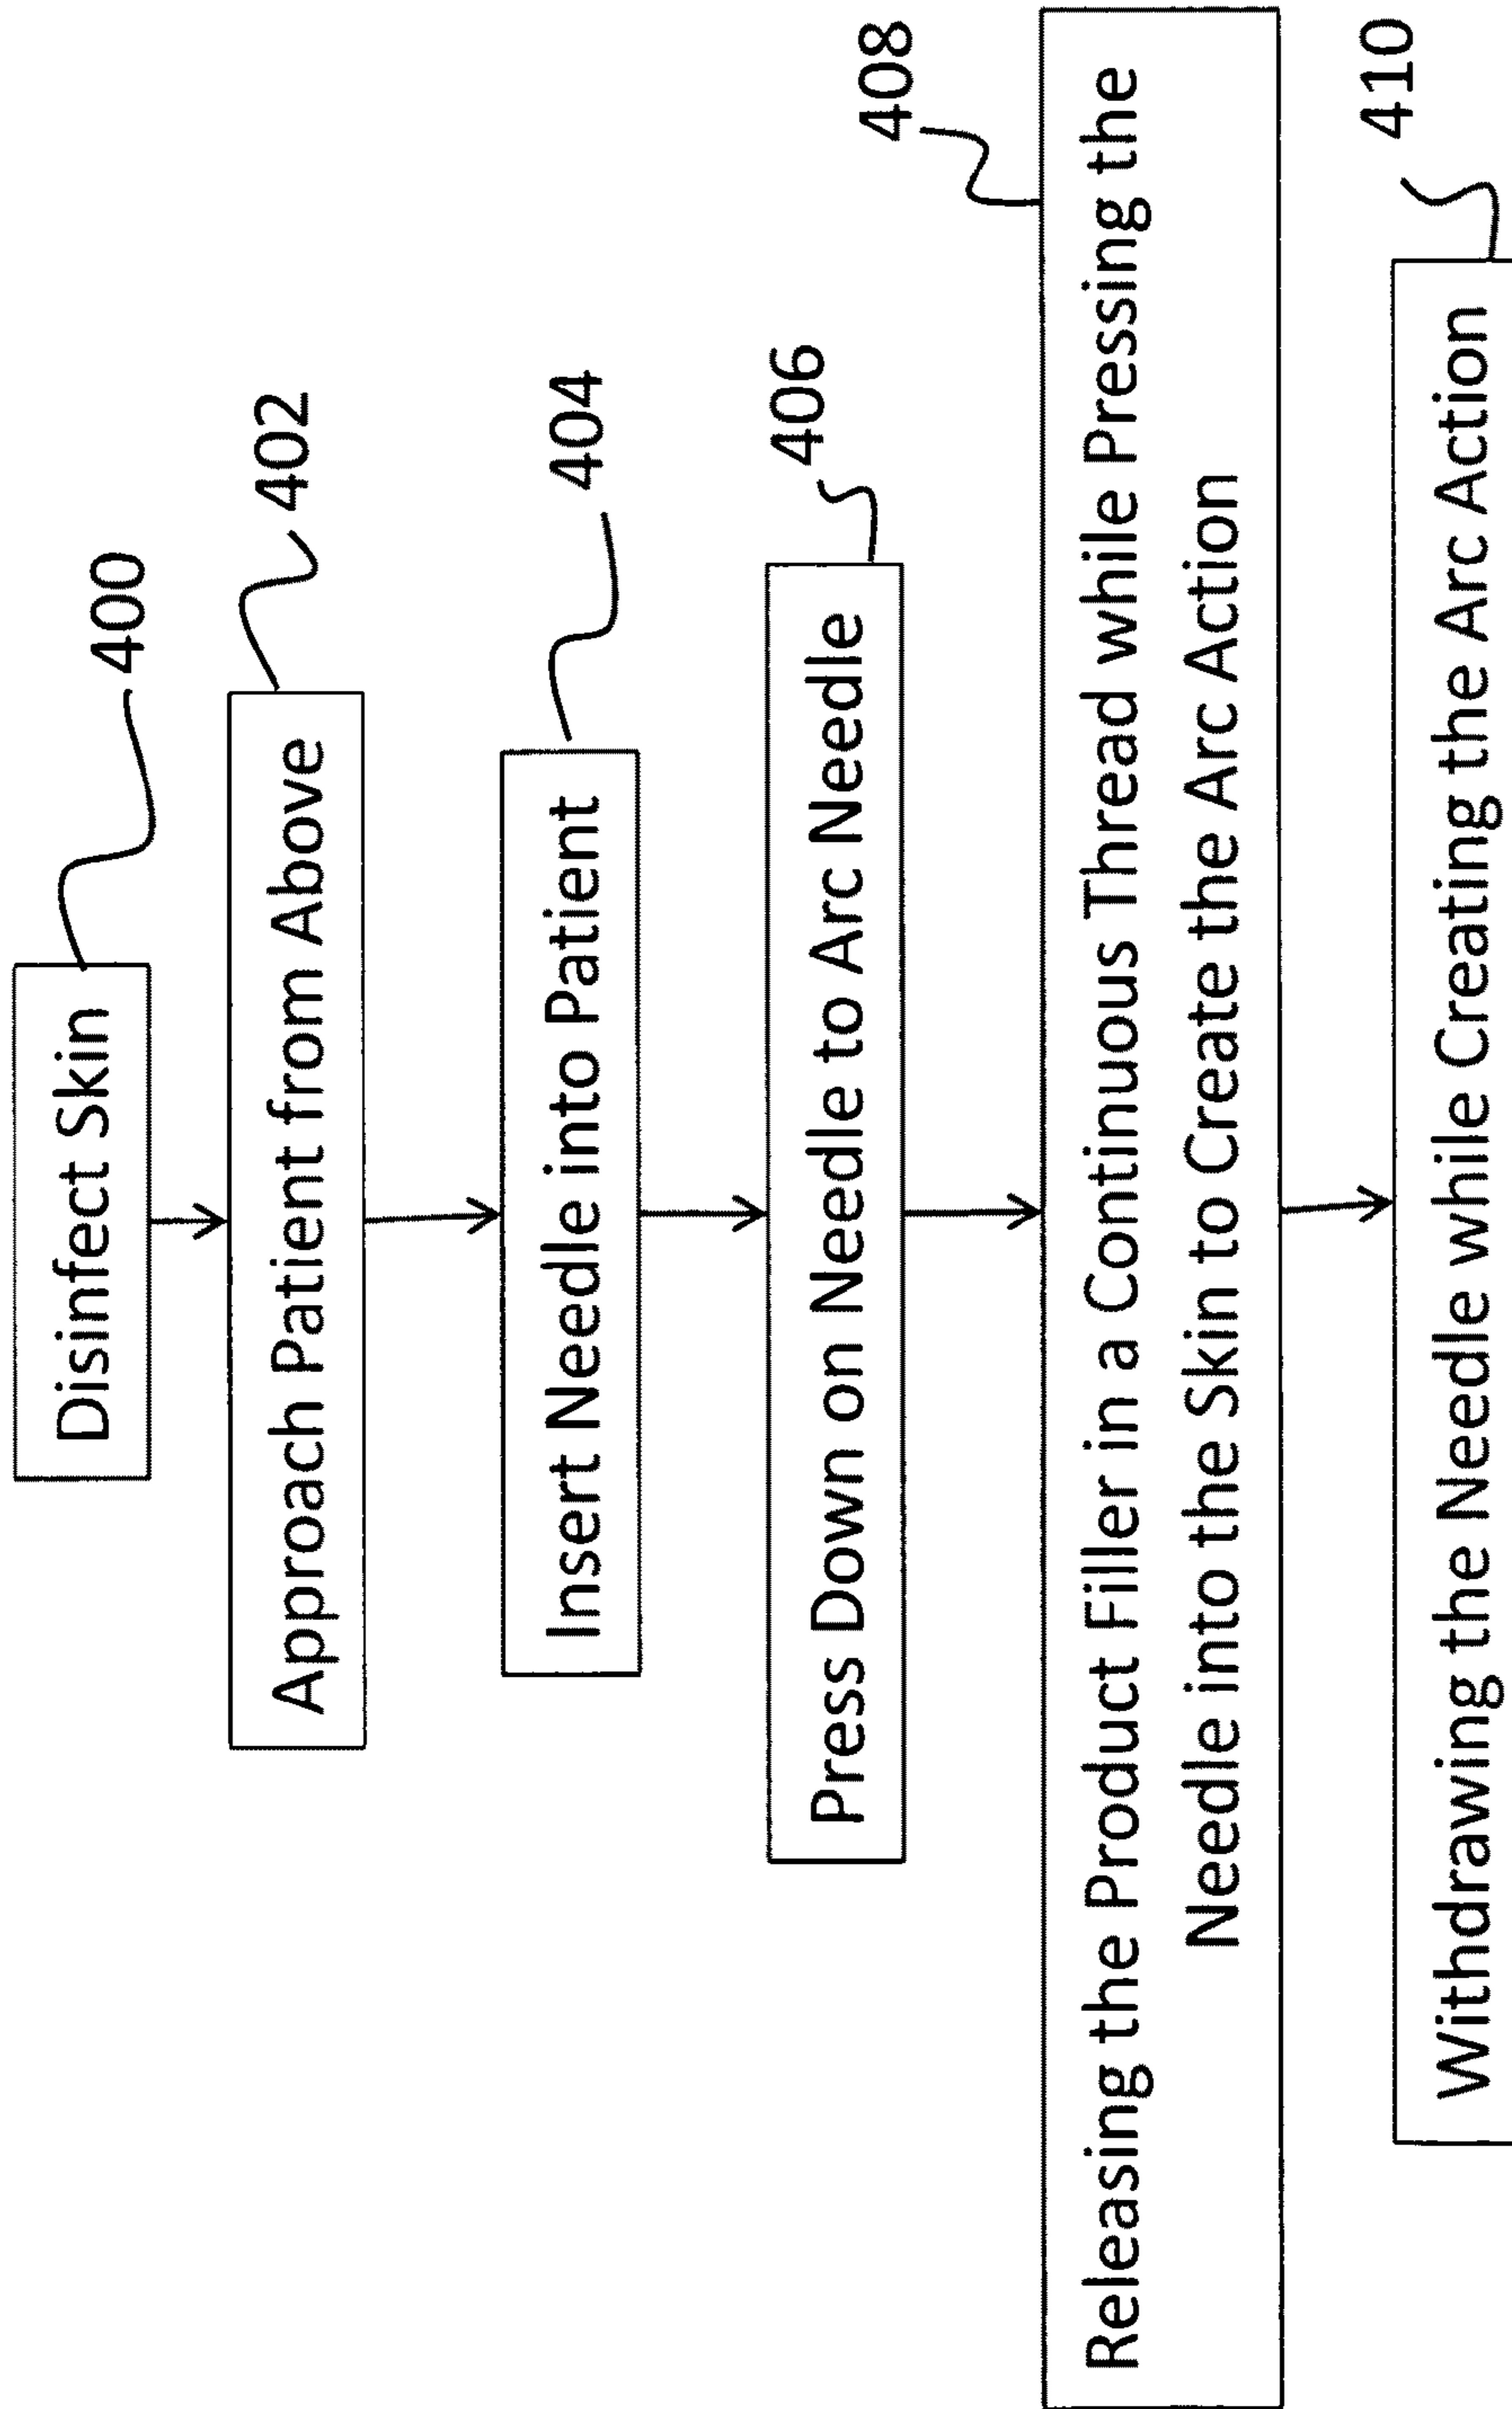 Disinfect Skin
400
Approach Patient from Above
402
Insert Needle into Patient
404
Press Down on Needle to Arc Needle
406
Releasing the Product Filler in a Continuous Thread while Pressing the
Needle into the Skin to Create the Arc Action
408
Withdrawing the Needle while Creating the Arc Action
410